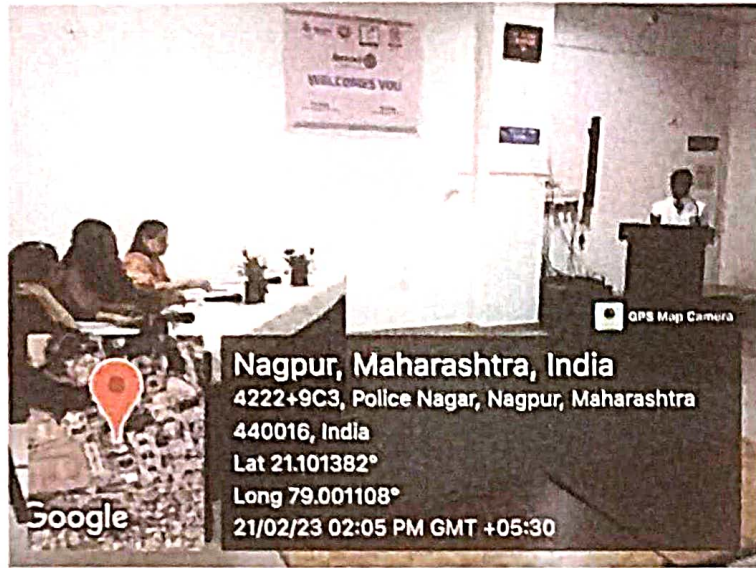 WELCOMES YOU
GPS Map Camera
Nagpur, Maharashtra, India
4222+9C3, Police Nagar, Nagpur, Maharashtra
440016, India
Lat 21.101382°
Long 79.001108°
21/02/23 02:05 PM GMT +05:30
Google